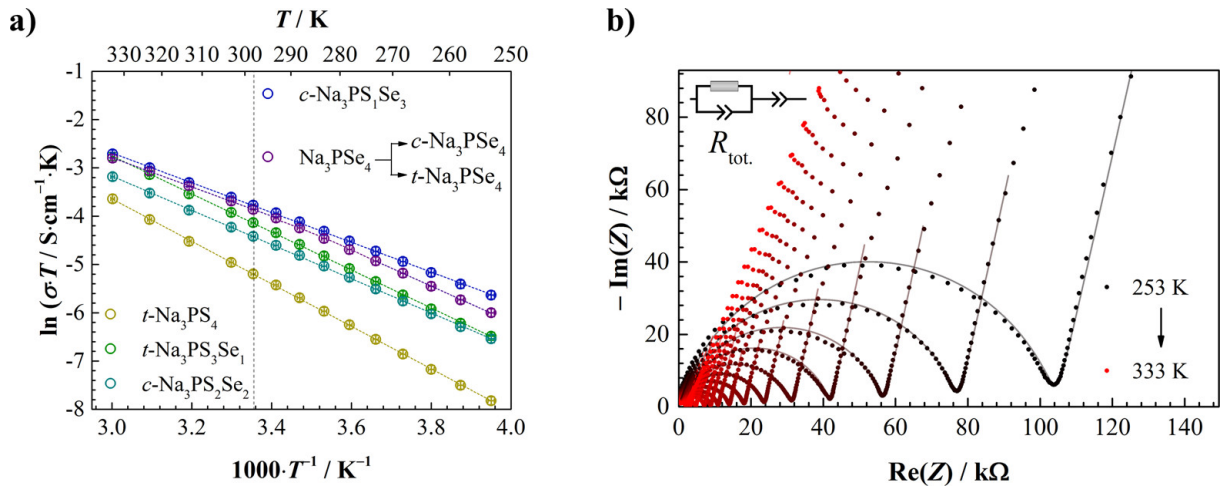 a)
T / K
330 320 310 300 290 280 270 260 250
-1
-2
-3
-4
-5
-6
-7
-8
ln (σ·T / S·cm⁻¹·K)
c-Na₃PS₁Se₃
Na₃PSe₄
c-Na₃PSe₄
t-Na₃PSe₄
t-Na₃PS₄
t-Na₃PS₃Se₁
c-Na₃PS₂Se₂
3.0 3.2 3.4 3.6 3.8 4.0
1000·T⁻¹ / K⁻¹
b)
80
60
40
20
0
− Im(Z) / kΩ
R tot.
253 K
333 K
0 20 40 60 80 100 120 140
Re(Z) / kΩ